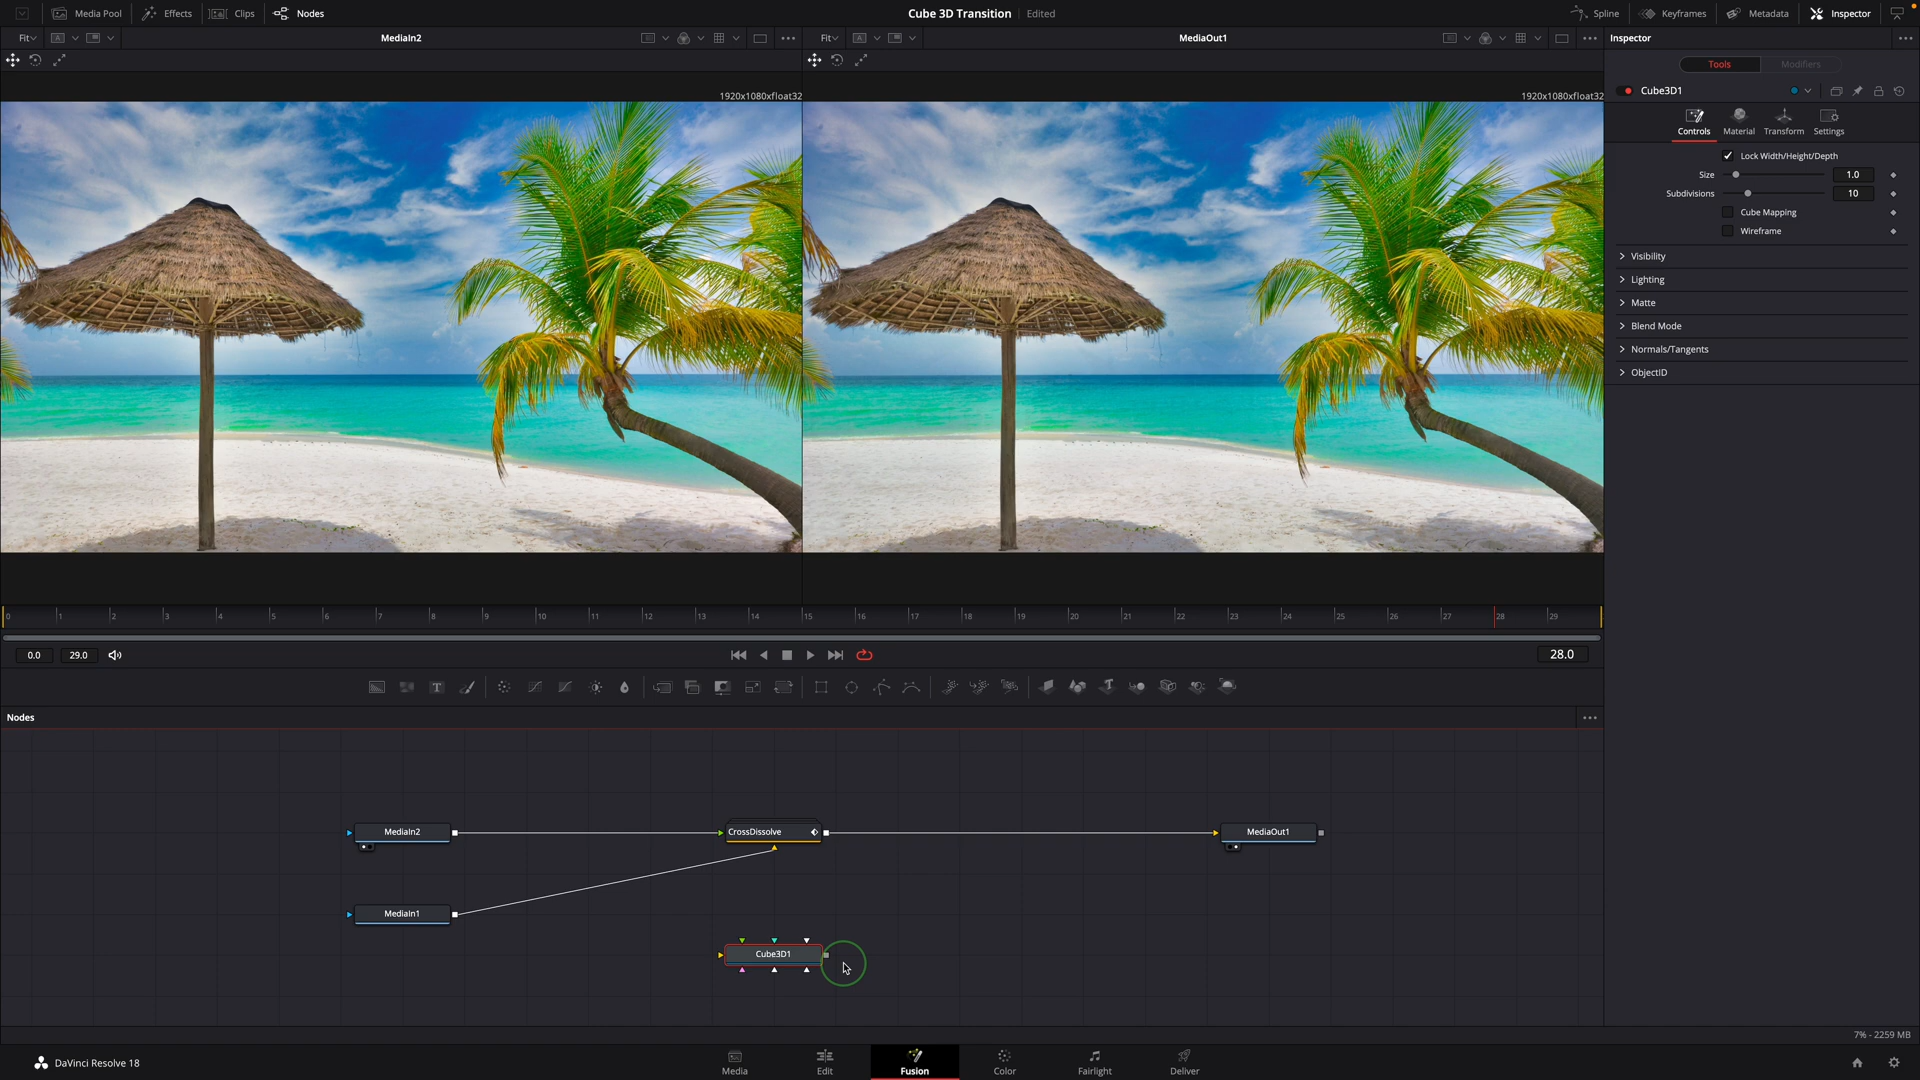 Media Pool Effects Clips Nodes Cube 3D Transition Edited Spline Keyframes Metadata Inspector
Fit MediaIn2 Fit MediaOut1 Inspector
Tools Modifiers
1920x1080xfloat32 1920x1080xfloat32
Cube3D1
Controls Material Transform Settings
Lock Width/Height/Depth
Size 1.0
Subdivisions 10
Cube Mapping
Wireframe
Visibility
Lighting
Matte
Blend Mode
Normals/Tangents
ObjectID
0 1 2 3 4 5 6 7 8 9 10 11 12 13 14 15 16 17 18 19 20 21 22 23 24 25 26 27 28 29
0.0 29.0 28.0
T T
Nodes
MediaIn2 CrossDissolve MediaOut1
MediaIn1
Cube3D1
7% - 2259 MB
DaVinci Resolve 18 Media Edit Fusion Color Fairlight Deliver